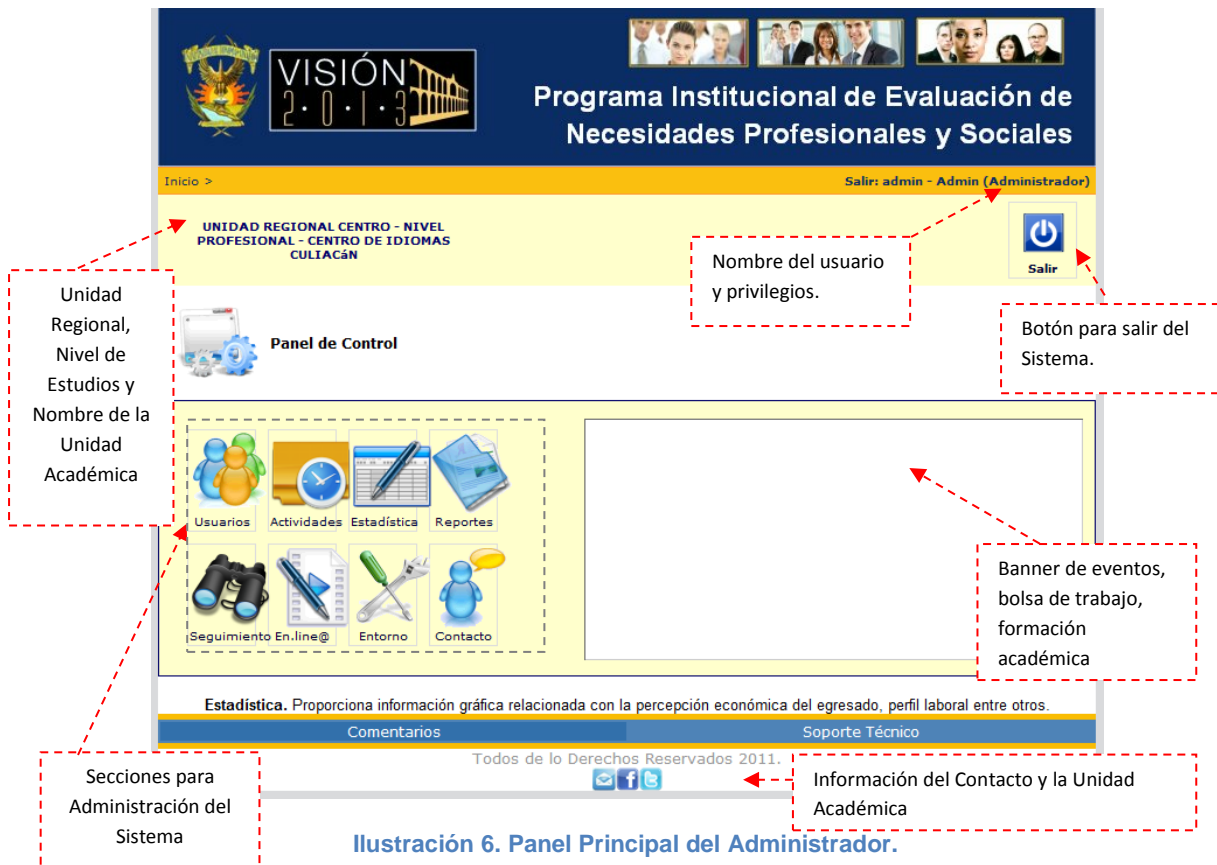 VISIÓN
2·0·1·3
Programa Institucional de Evaluación de
Necesidades Profesionales y Sociales
Inicio >
Salir: admin - Admin (Administrador)
UNIDAD REGIONAL CENTRO - NIVEL
PROFESIONAL - CENTRO DE IDIOMAS
CULIACáN
Salir
Nombre del usuario
y privilegios.
Unidad
Regional,
Nivel de
Estudios y
Nombre de la
Unidad
Académica
Botón para salir del
Sistema.
Panel de Control
Usuarios
Actividades
Estadística
Reportes
Seguimiento
En.line@
Entorno
Contacto
Banner de eventos,
bolsa de trabajo,
formación
académica
Estadística. Proporciona información gráfica relacionada con la percepción económica del egresado, perfil laboral entre otros.
Comentarios
Soporte Técnico
Todos de lo Derechos Reservados 2011.
Secciones para
Administración del
Sistema
Información del Contacto y la Unidad
Académica
Ilustración 6. Panel Principal del Administrador.